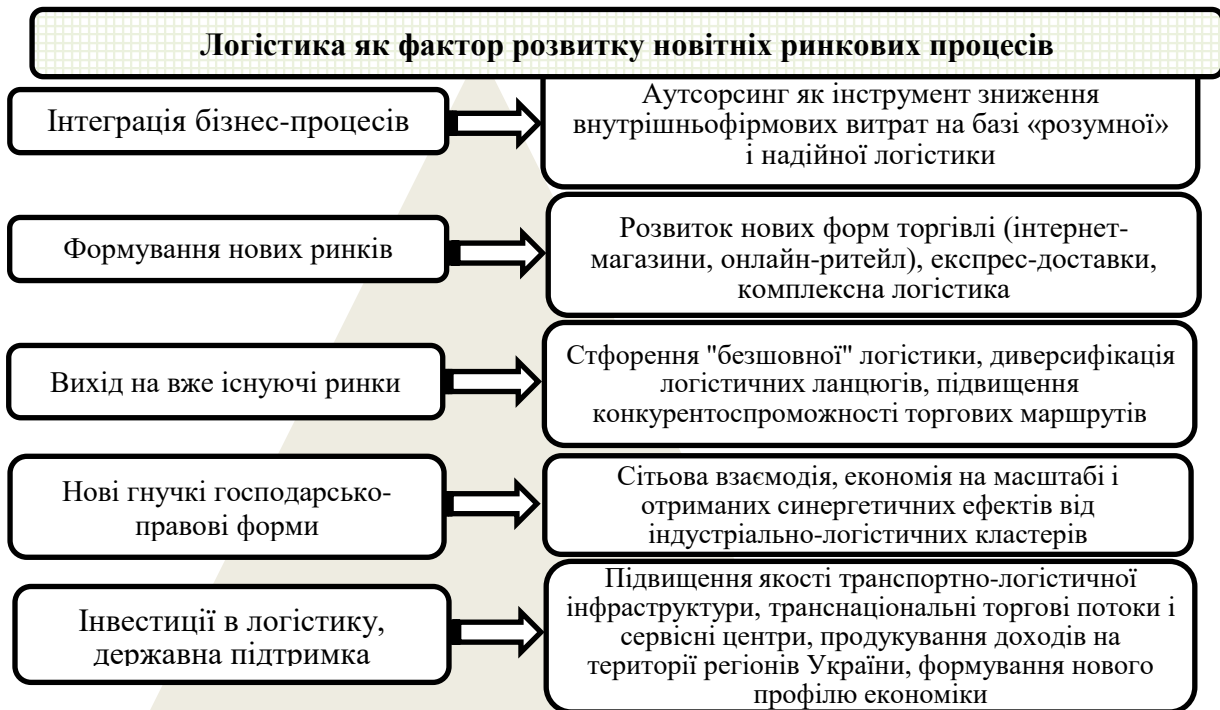 Логістика як фактор розвитку новітніх ринкових процесів
Інтеграція бізнес-процесів
Аутсорсинг як інструмент зниження
внутрішньофірмових витрат на базі «розумної»
і надійної логістики
Формування нових ринків
Розвиток нових форм торгівлі (інтернет-
магазини, онлайн-ритейл), експрес-доставки,
комплексна логістика
Вихід на вже існуючі ринки
Стфорення "безшовної" логістики, диверсифікація
логістичних ланцюгів, підвищення
конкурентоспроможності торгових маршрутів
Нові гнучкі господарсько-
правові форми
Сітьова взаємодія, економія на масштабі і
отриманих синергетичних ефектів від
індустріально-логістичних кластерів
Інвестиції в логістику,
державна підтримка
Підвищення якості транспортно-логістичної
інфраструктури, транснаціональні торгові потоки і
сервісні центри, продукування доходів на
території регіонів України, формування нового
профілю економіки